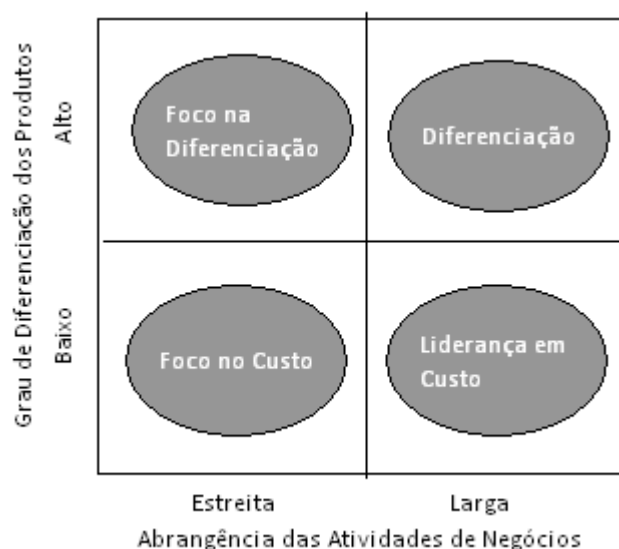 Grau de Diferenciação dos Produtos
Alto
Baixo
Foco na
Diferenciação
Diferenciação
Foco no Custo
Liderança em
Custo
Estreita
Larga
Abrangência das Atividades de Negócios